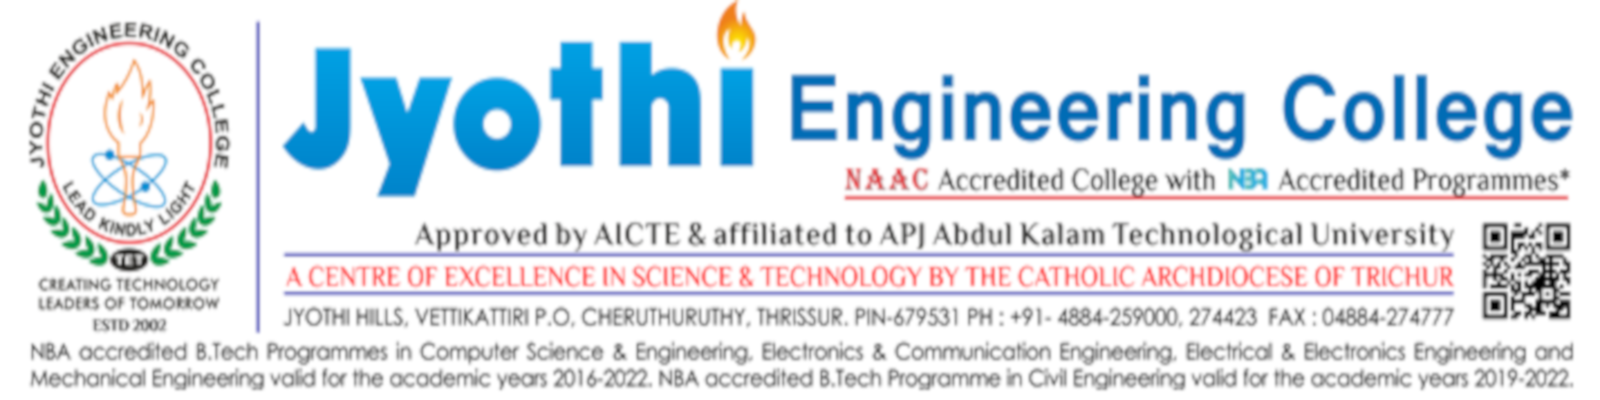 JYOTHI ENGINEERING COLLEGE
LEAD KINDLY LIGHT
CREATING TECHNOLOGY
LEADERS OF TOMORROW
ESTD 2002
Jyothi Engineering College
NAAC Accredited College with NBA Accredited Programmes*
Approved by AICTE & affiliated to APJ Abdul Kalam Technological University
A CENTRE OF EXCELLENCE IN SCIENCE & TECHNOLOGY BY THE CATHOLIC ARCHDIOCESE OF TRICHUR
JYOTHI HILLS, VETTIKATTIRI P.O, CHERUTHURUTHY, THRISSUR. PIN-679531 PH : +91- 4884-259000, 274423 FAX : 04884-274777
NBA accredited B.Tech Programmes in Computer Science & Engineering, Electronics & Communication Engineering, Electrical & Electronics Engineering and
Mechanical Engineering valid for the academic years 2016-2022. NBA accredited B.Tech Programme in Civil Engineering valid for the academic years 2019-2022.